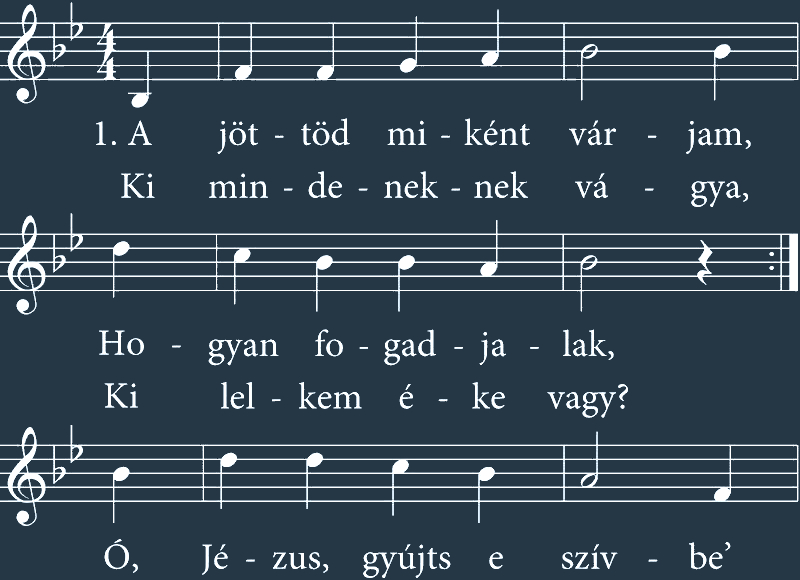 1. A jöt - töd mi - ként vár - jam,
Ki min - de - nek - nek vá - gya,
Ho - gyan fo - gad - ja - lak,
Ki lel - kem é - ke vagy?
Ó, Jé - zus, gyújts e szív - be’